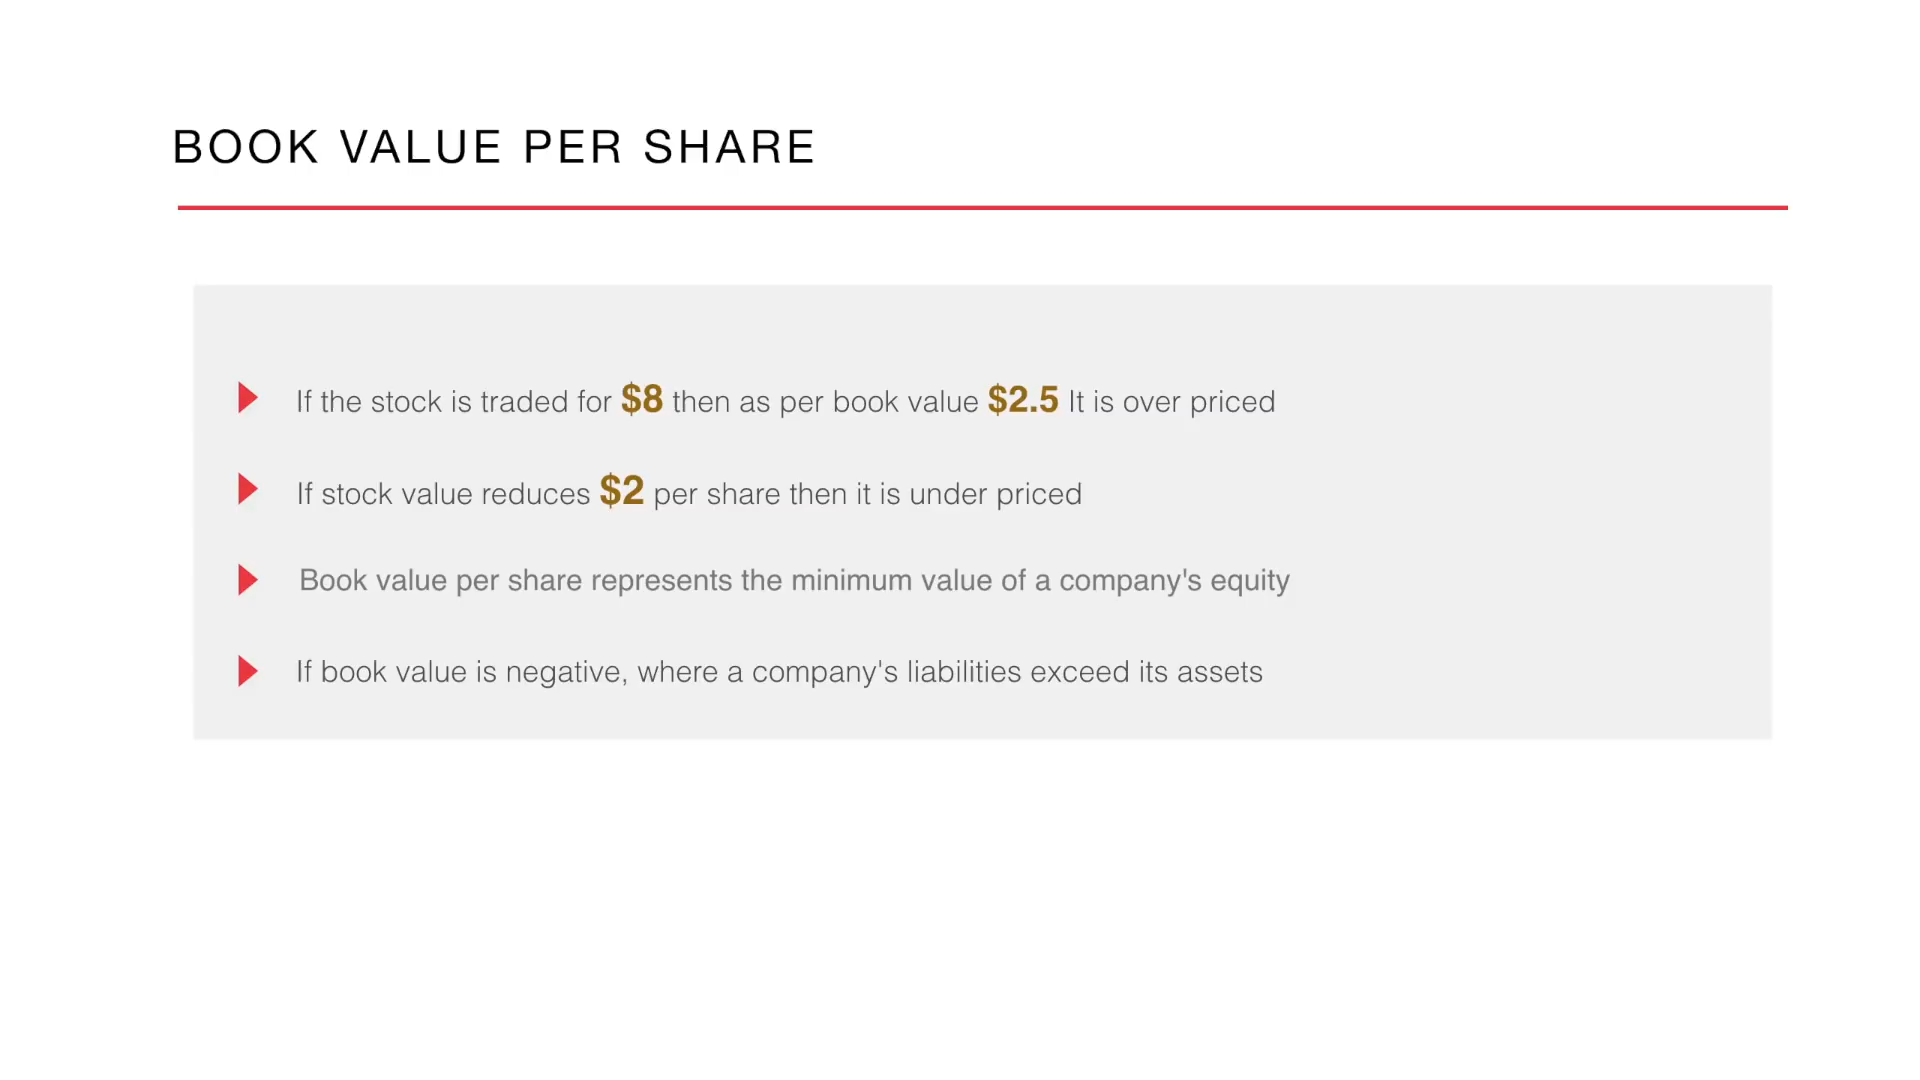 BOOK VALUE PER SHARE
If the stock is traded for $8 then as per book value $2.5 It is over priced
If stock value reduces $2 per share then it is under priced
Book value per share represents the minimum value of a company's equity
If book value is negative, where a company's liabilities exceed its assets